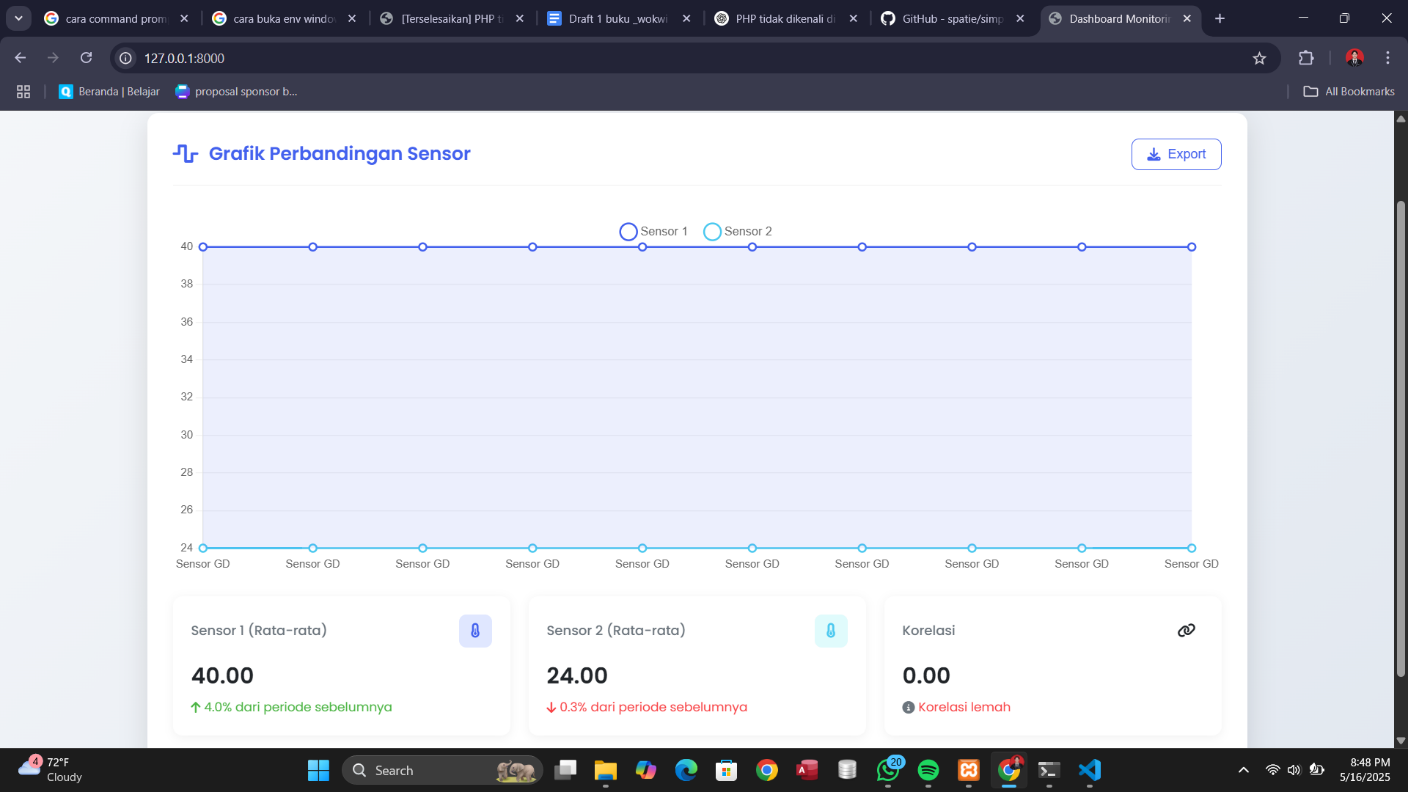 cara command prom
cara buka env windo
[Terselesaikan] PHP t
Draft 1 buku _wokwi
PHP tidak dikenali di
GitHub - spatie/simp
Dashboard Monitorin
127.0.0.1:8000
Beranda | Belajar
proposal sponsor b...
All Bookmarks
Grafik Perbandingan Sensor
Export
Sensor 1 Sensor 2
40
38
36
34
32
30
28
26
24
Sensor GD Sensor GD Sensor GD Sensor GD Sensor GD Sensor GD Sensor GD Sensor GD Sensor GD Sensor GD
Sensor 1 (Rata-rata)
40.00
4.0% dari periode sebelumnya
Sensor 2 (Rata-rata)
24.00
0.3% dari periode sebelumnya
Korelasi
0.00
Korelasi lemah
4
72°F
Cloudy
Search
20
8:48 PM
5/16/2025